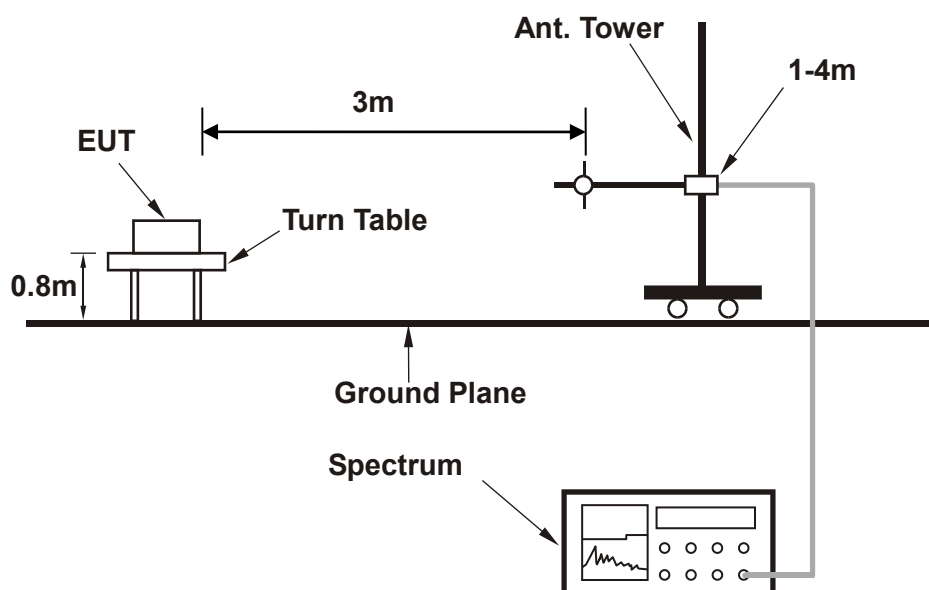 Ant. Tower
1-4m
3m
EUT
Turn Table
0.8m
Ground Plane
Spectrum